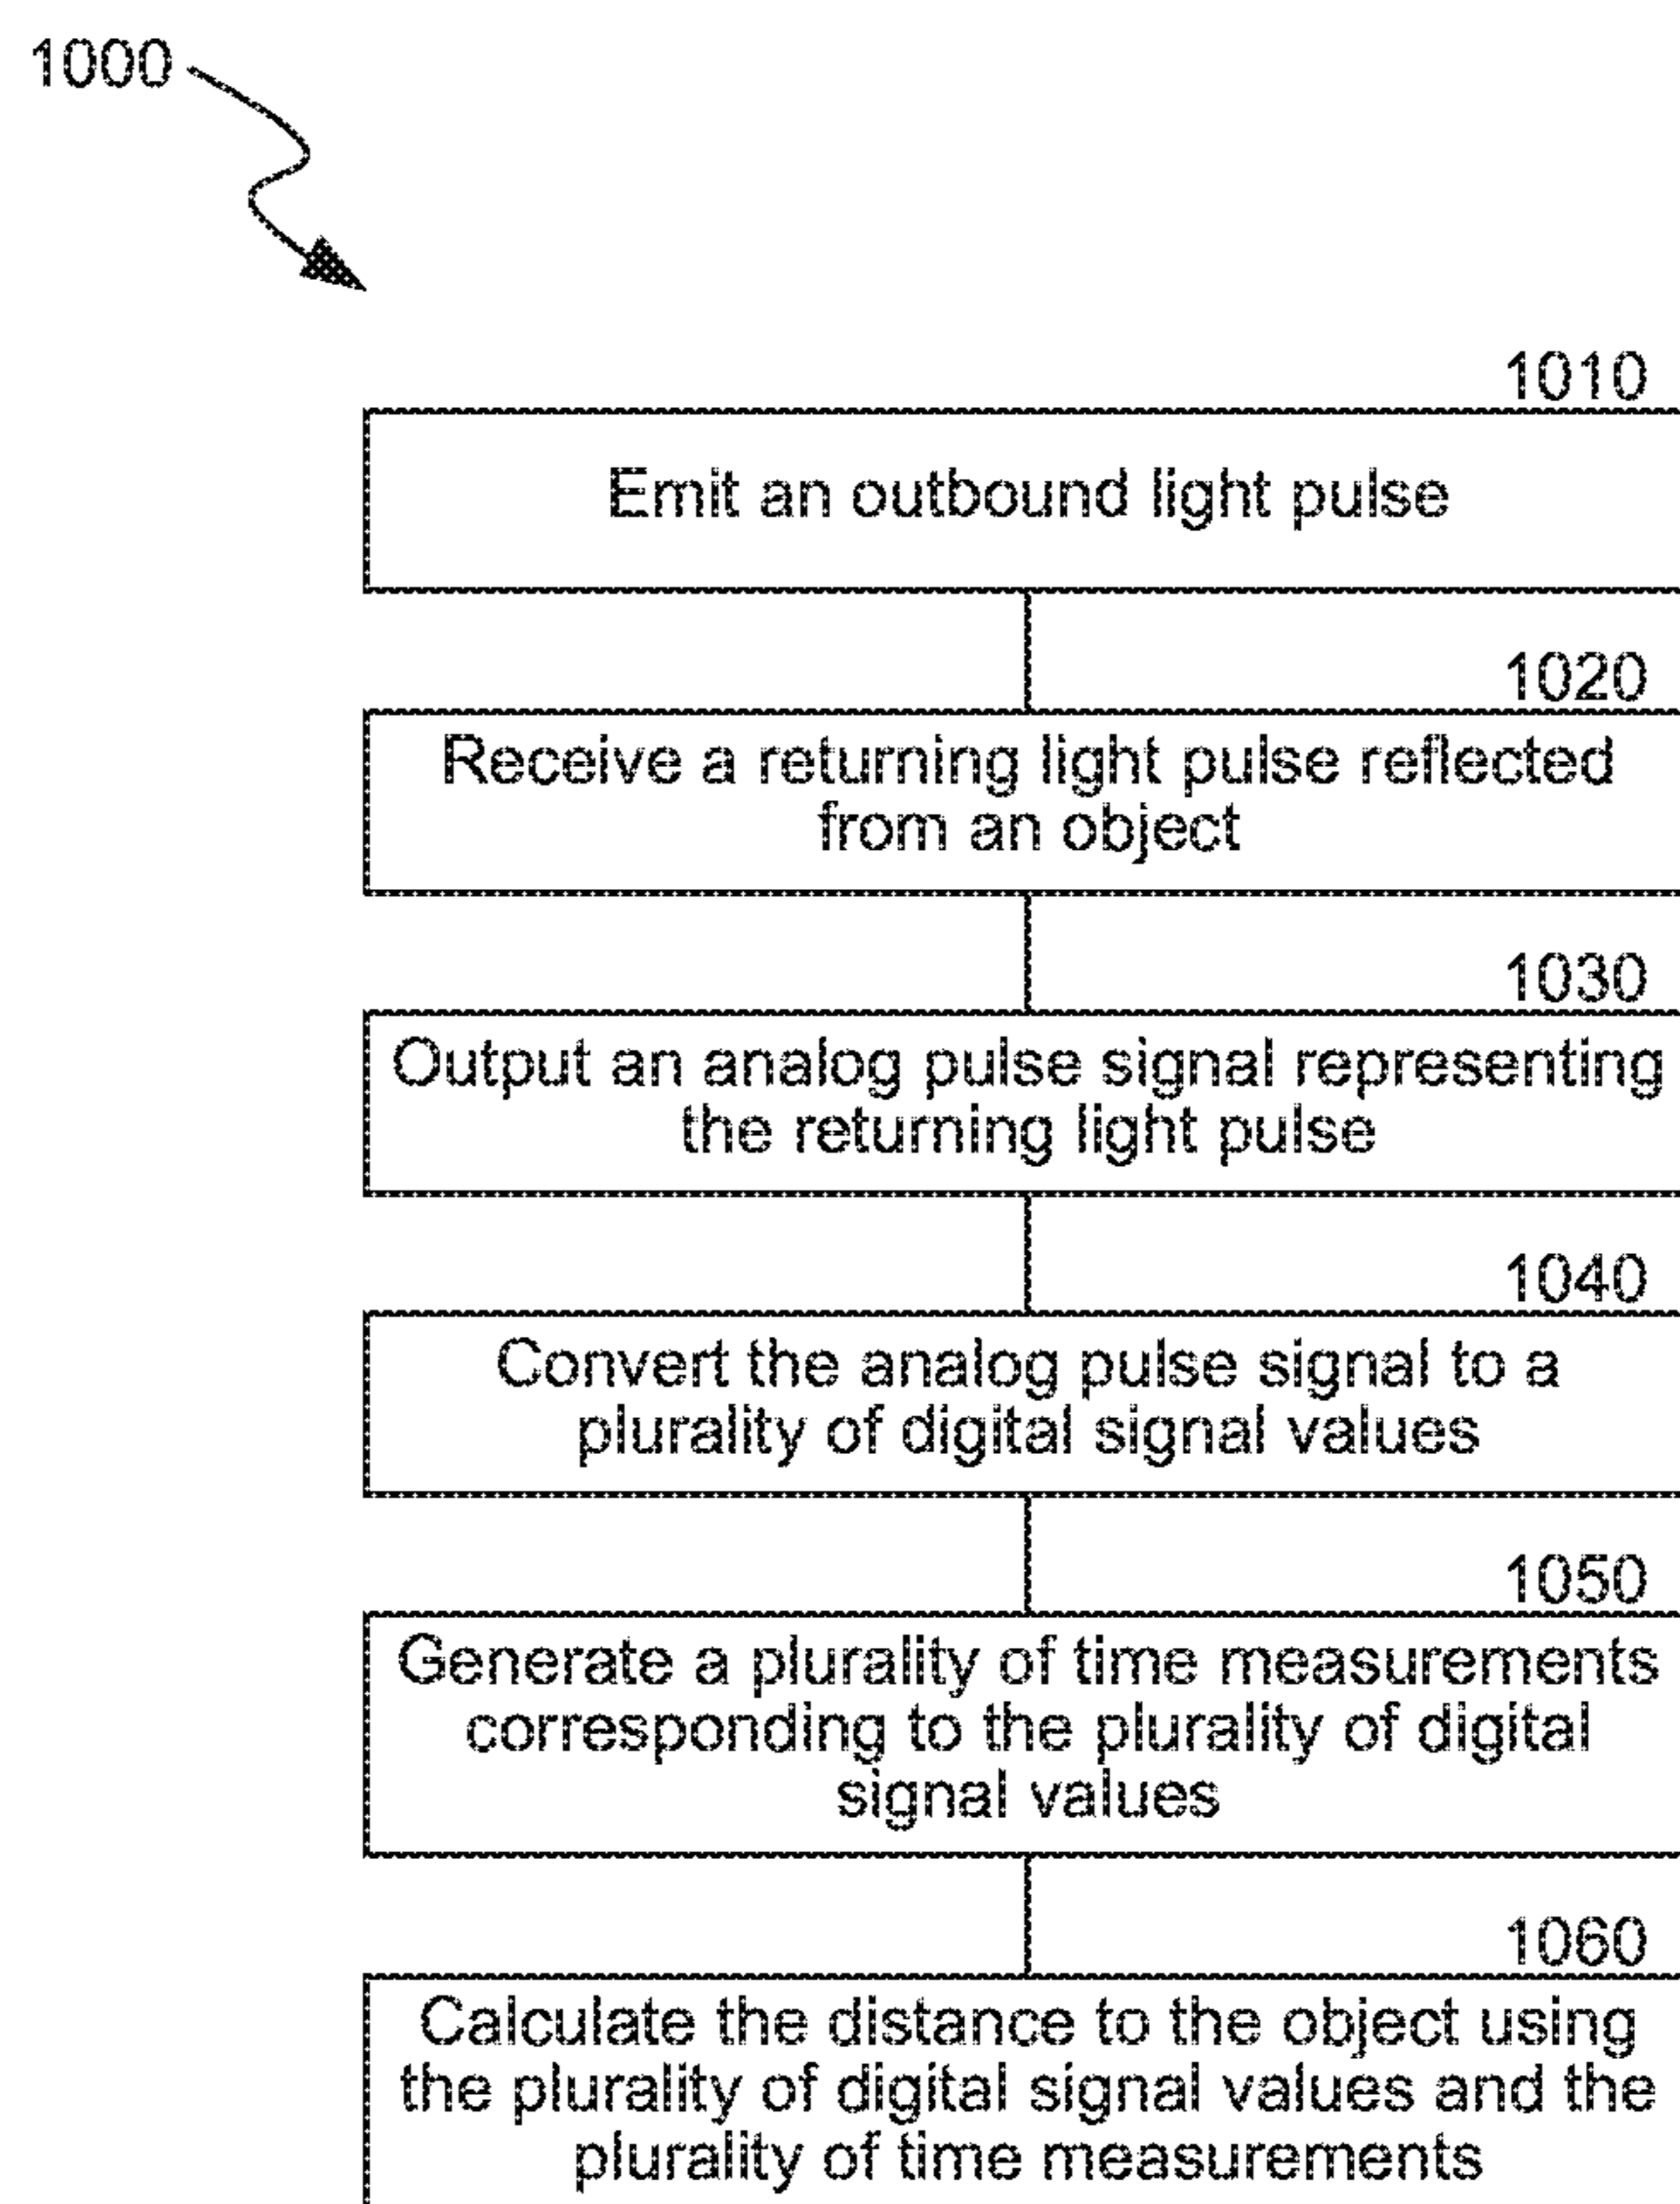 1000
1010
Emit an outbound light pulse
1020
Receive a returning light pulse reflected
from an object
1030
Output an analog pulse signal representing
the returning light pulse
1040
Convert the analog pulse signal to a
plurality of digital signal values
1050
Generate a plurality of time measurements
corresponding to the plurality of digital
signal values
1060
Calculate the distance to the object using
the plurality of digital signal values and the
plurality of time measurements